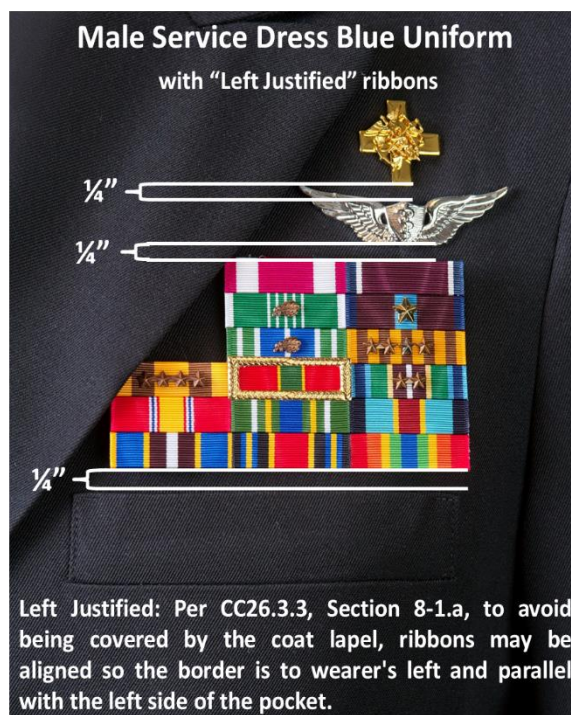 Male Service Dress Blue Uniform
with “Left Justified” ribbons
¼”
¼”
¼”
Left Justified: Per CC26.3.3, Section 8-1.a, to avoid
being covered by the coat lapel, ribbons may be
aligned so the border is to wearer's left and parallel
with the left side of the pocket.